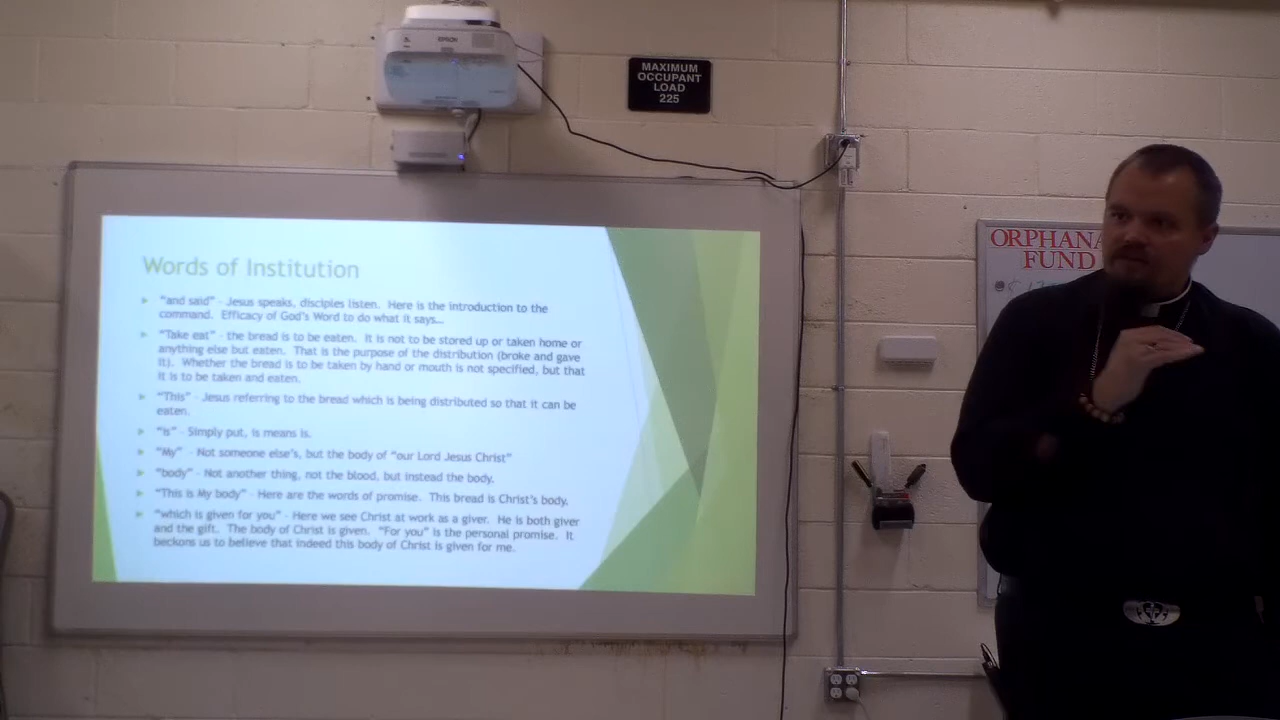 EPSON
MAXIMUM
OCCUPANT
LOAD
225
ORPHANA
FUND
Words of Institution
"and said" - Jesus speaks, disciples listen. Here is the introduction to the
command. Efficacy of God's Word to do what it says...
"Take eat" - the bread is to be eaten. It is not to be stored up or taken home or
anything else but eaten. That is the purpose of the distribution (broke and gave
it). Whether the bread is to be taken by hand or mouth is not specified, but that
it is to be taken and eaten.
"This" - Jesus referring to the bread which is being distributed so that it can be
eaten.
"is" - Simply put, is means is.
"My" - Not someone else's, but the body of "our Lord Jesus Christ"
"body" - Not another thing, not the blood, but instead the body.
"This is My body" - Here are the words of promise. This bread is Christ's body.
"which is given for you" - Here we see Christ at work as a giver. He is both giver
and the gift. The body of Christ is given. "For you" is the personal promise. It
beckons us to believe that indeed this body of Christ is given for me.